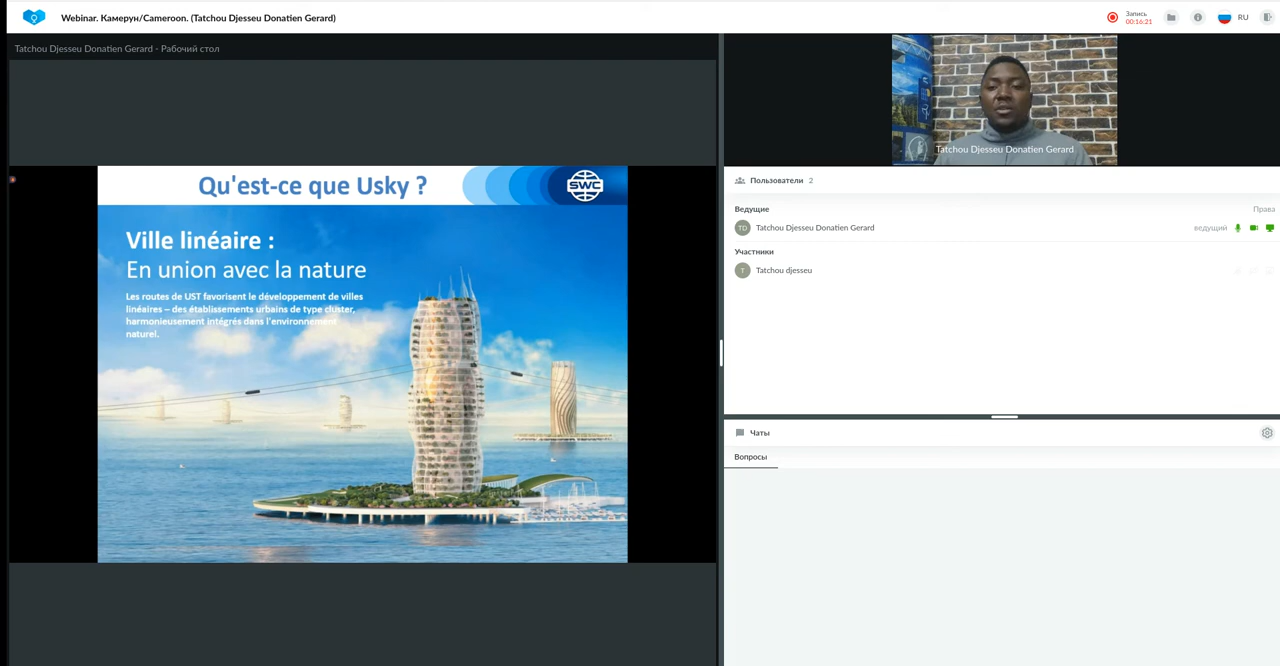 Webinar. Камерун/Cameroon. (Tatchou Djesseu Donatien Gerard)
Запись
00:16:21
RU
Tatchou Djesseu Donatien Gerard - Рабочий стол
Qu'est-ce que Usky ?
SWC
Ville linéaire :
En union avec la nature
Les routes de UST favorisent le développement de villes
linéaires – des établissements urbains de type cluster,
harmonieusement intégrés dans l'environnement
naturel.
Tatchou Djesseu Donatien Gerard
Пользователи 2
Ведущие Права
TD Tatchou Djesseu Donatien Gerard ведущий
Участники
T Tatchou djesseu
Чаты
Вопросы